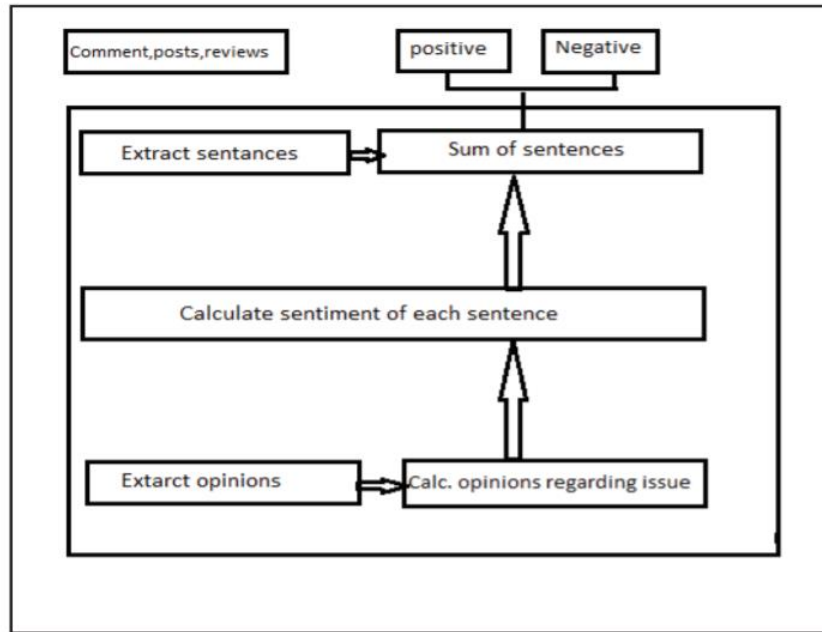 Comment,posts,reviews
positive
Negative
Extract sentances
Sum of sentences
Calculate sentiment of each sentence
Extarct opinions
Calc. opinions regarding issue